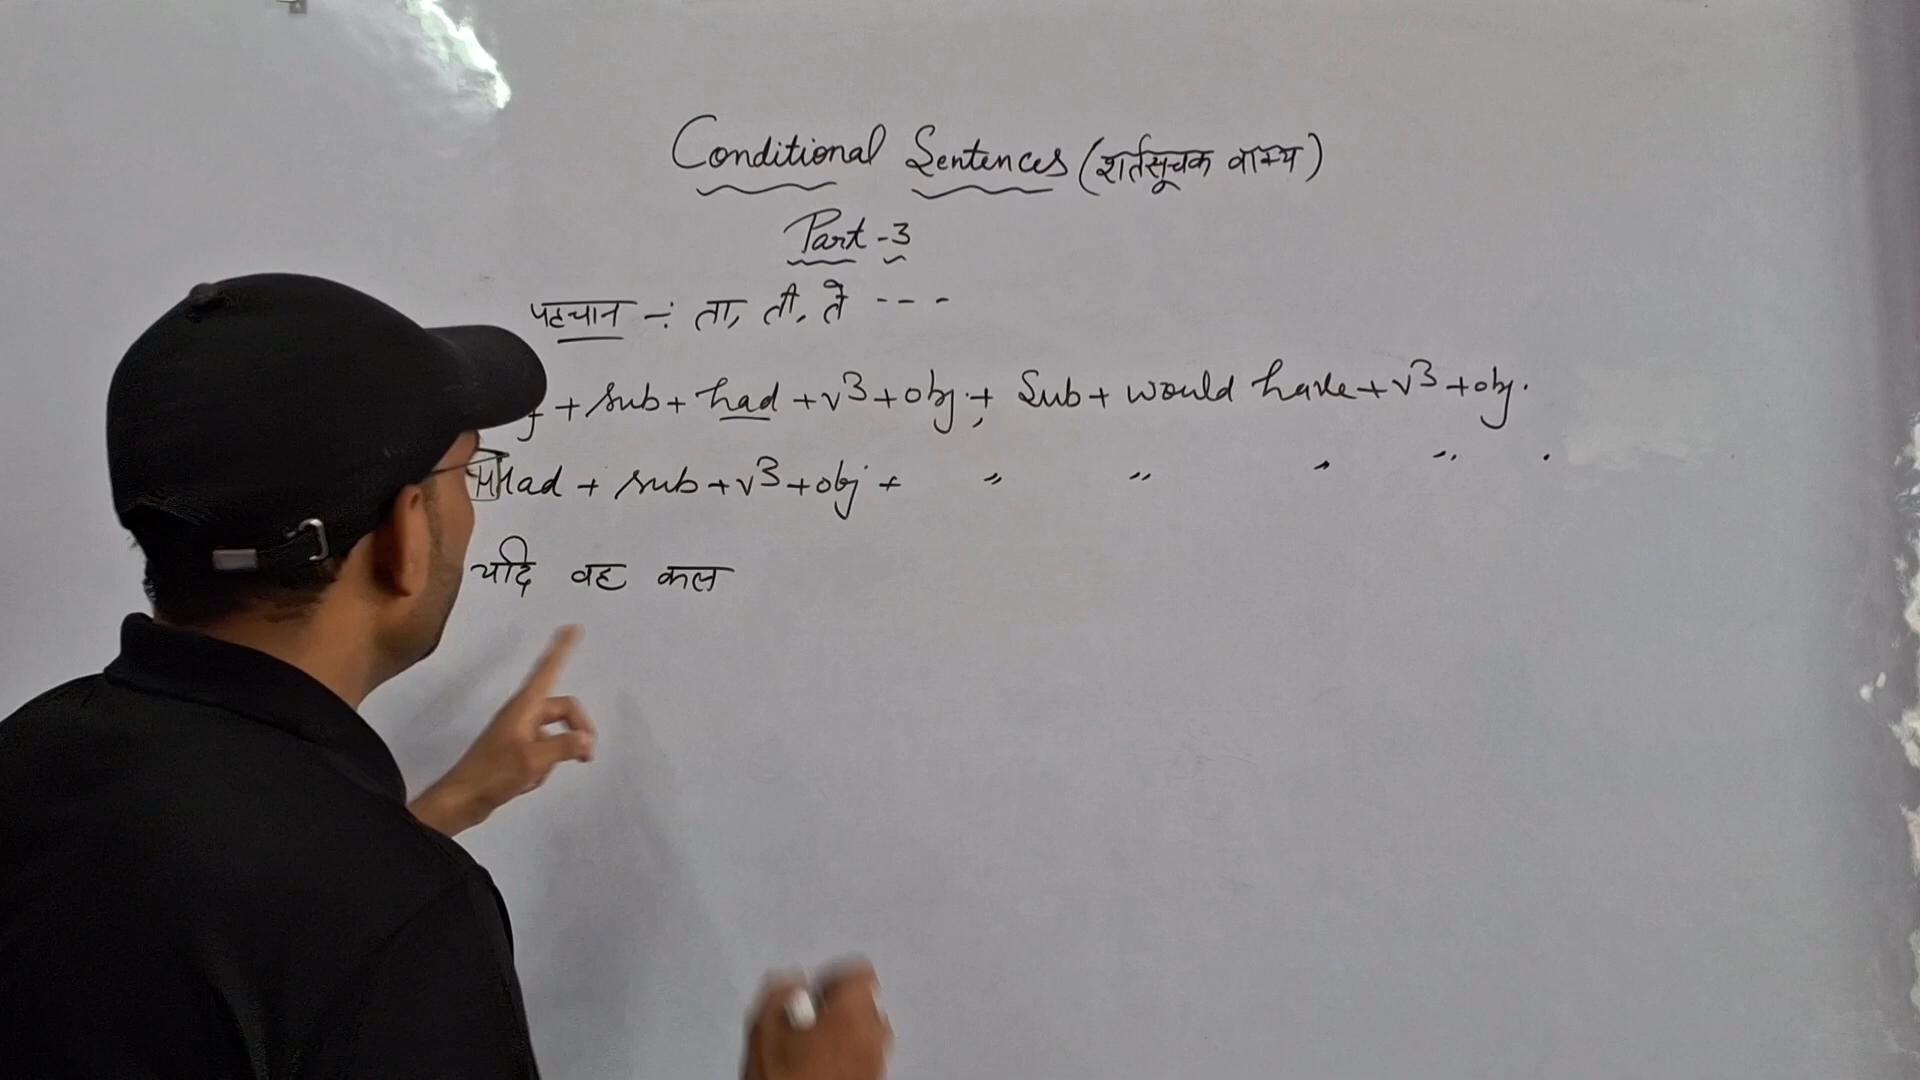 Conditional Sentences (शर्तसूचक वाक्य)
Part -3
पहचान ÷ ता, ती, ते ---
f + sub + had + v3 + obj. + , Sub + would have + v3 + obj.
Had + sub + v3 + obj + " " " " .
यदि वह कल